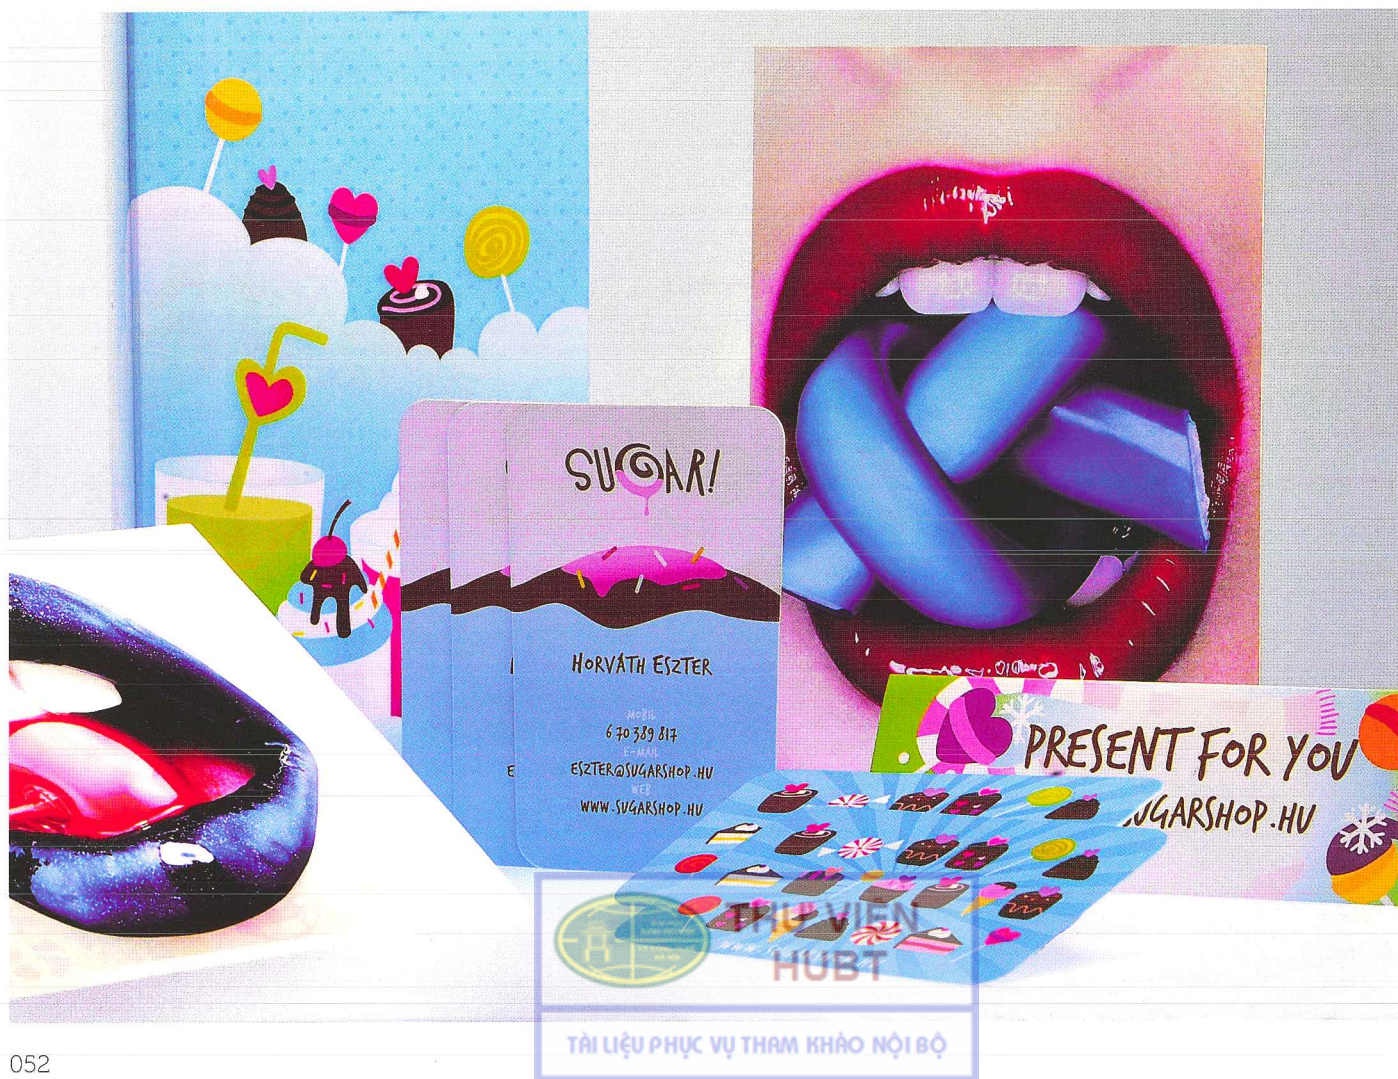 SUGAR!
HORVÁTH ESZTER
MOBIL
6 70 389 817
E-MAIL
ESZTER@SUGARSHOP.HU
WEB
WWW.SUGARSHOP.HU
PRESENT FOR YOU
SUGARSHOP.HU
THƯ VIỆN
HUBT
TÀI LIỆU PHỤC VỤ THAM KHẢO NỘI BỘ
052